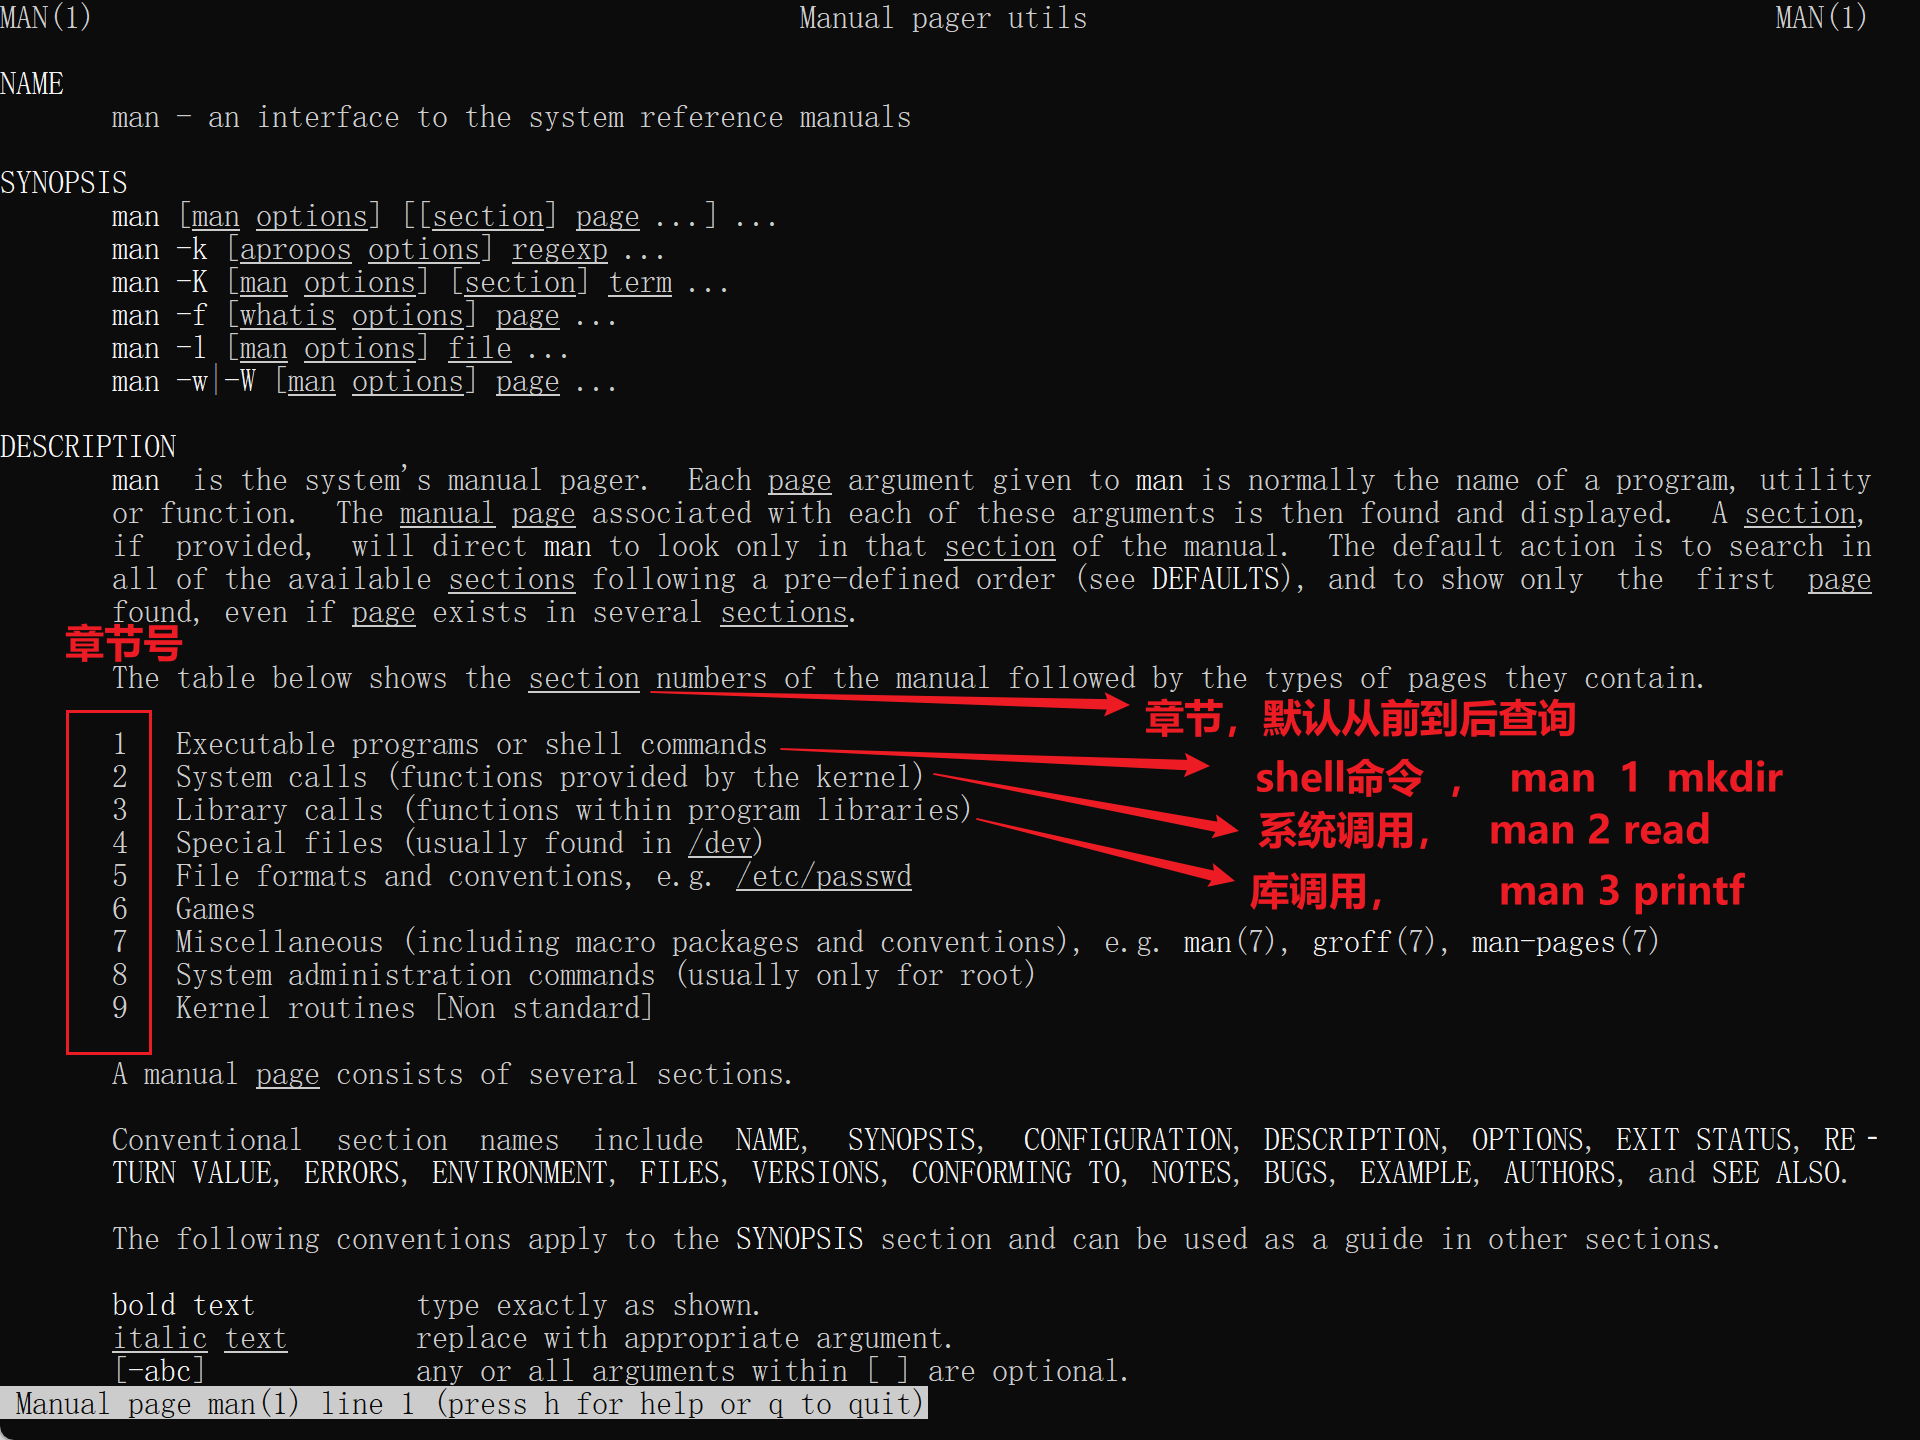 MAN(1) Manual pager utils MAN(1)
NAME
man - an interface to the system reference manuals
SYNOPSIS
man [man options] [[section] page ...] ...
man -k [apropos options] regexp ...
man -K [man options] [section] term ...
man -f [whatis options] page ...
man -l [man options] file ...
man -w|-W [man options] page ...
DESCRIPTION
man is the system's manual pager. Each page argument given to man is normally the name of a program, utility
or function. The manual page associated with each of these arguments is then found and displayed. A section,
if provided, will direct man to look only in that section of the manual. The default action is to search in
all of the available sections following a pre-defined order (see DEFAULTS), and to show only the first page
found, even if page exists in several sections.
章节号
The table below shows the section numbers of the manual followed by the types of pages they contain.
章节，默认从前到后查询
1 Executable programs or shell commands
shell命令 ， man 1 mkdir
2 System calls (functions provided by the kernel)
系统调用， man 2 read
3 Library calls (functions within program libraries)
库调用， man 3 printf
4 Special files (usually found in /dev)
5 File formats and conventions, e.g. /etc/passwd
6 Games
7 Miscellaneous (including macro packages and conventions), e.g. man(7), groff(7), man-pages(7)
8 System administration commands (usually only for root)
9 Kernel routines [Non standard]
A manual page consists of several sections.
Conventional section names include NAME, SYNOPSIS, CONFIGURATION, DESCRIPTION, OPTIONS, EXIT STATUS, RE-
TURN VALUE, ERRORS, ENVIRONMENT, FILES, VERSIONS, CONFORMING TO, NOTES, BUGS, EXAMPLE, AUTHORS, and SEE ALSO.
The following conventions apply to the SYNOPSIS section and can be used as a guide in other sections.
bold text type exactly as shown.
italic text replace with appropriate argument.
[-abc] any or all arguments within [ ] are optional.
Manual page man(1) line 1 (press h for help or q to quit)